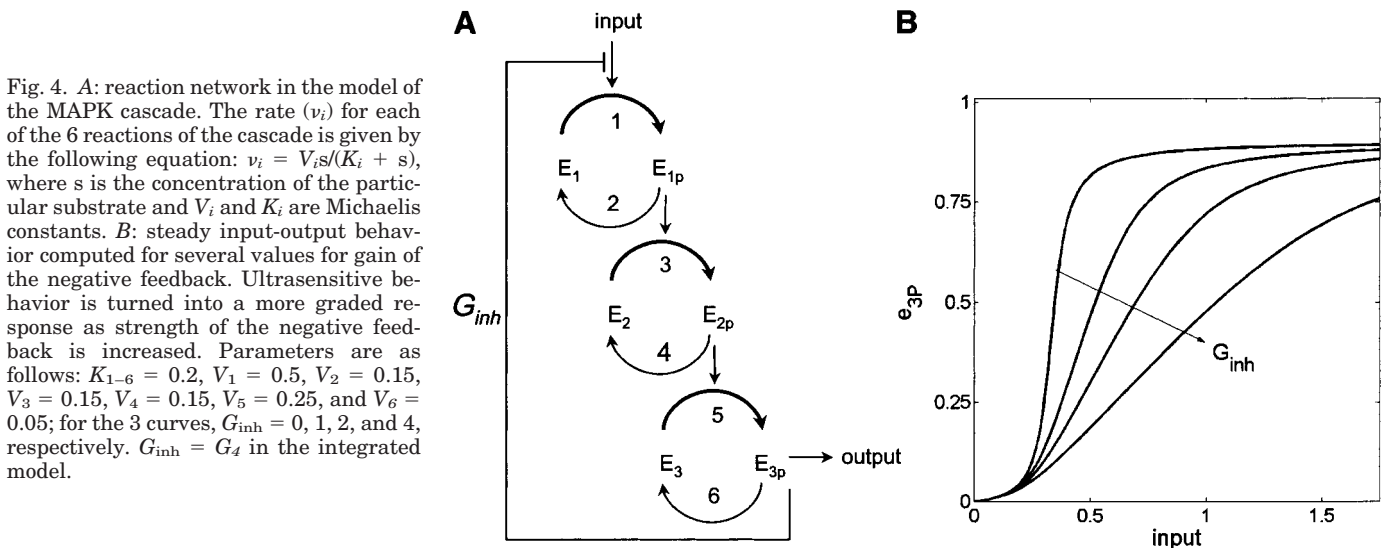 Fig. 4. A: reaction network in the model of
the MAPK cascade. The rate (νi) for each
of the 6 reactions of the cascade is given by
the following equation: νi = Vis/(Ki + s),
where s is the concentration of the partic-
ular substrate and Vi and Ki are Michaelis
constants. B: steady input-output behav-
ior computed for several values for gain of
the negative feedback. Ultrasensitive be-
havior is turned into a more graded re-
sponse as strength of the negative feed-
back is increased. Parameters are as
follows: K1–6 = 0.2, V1 = 0.5, V2 = 0.15,
V3 = 0.15, V4 = 0.15, V5 = 0.25, and V6 =
0.05; for the 3 curves, Ginh = 0, 1, 2, and 4,
respectively. Ginh = G4 in the integrated
model.
A
input
1
E1
E1p
2
3
Ginh
E2
E2p
4
5
E3
E3p
output
6
B
1
0.75
0.5
0.25
0
e3P
Ginh
0
0.5
1
1.5
input